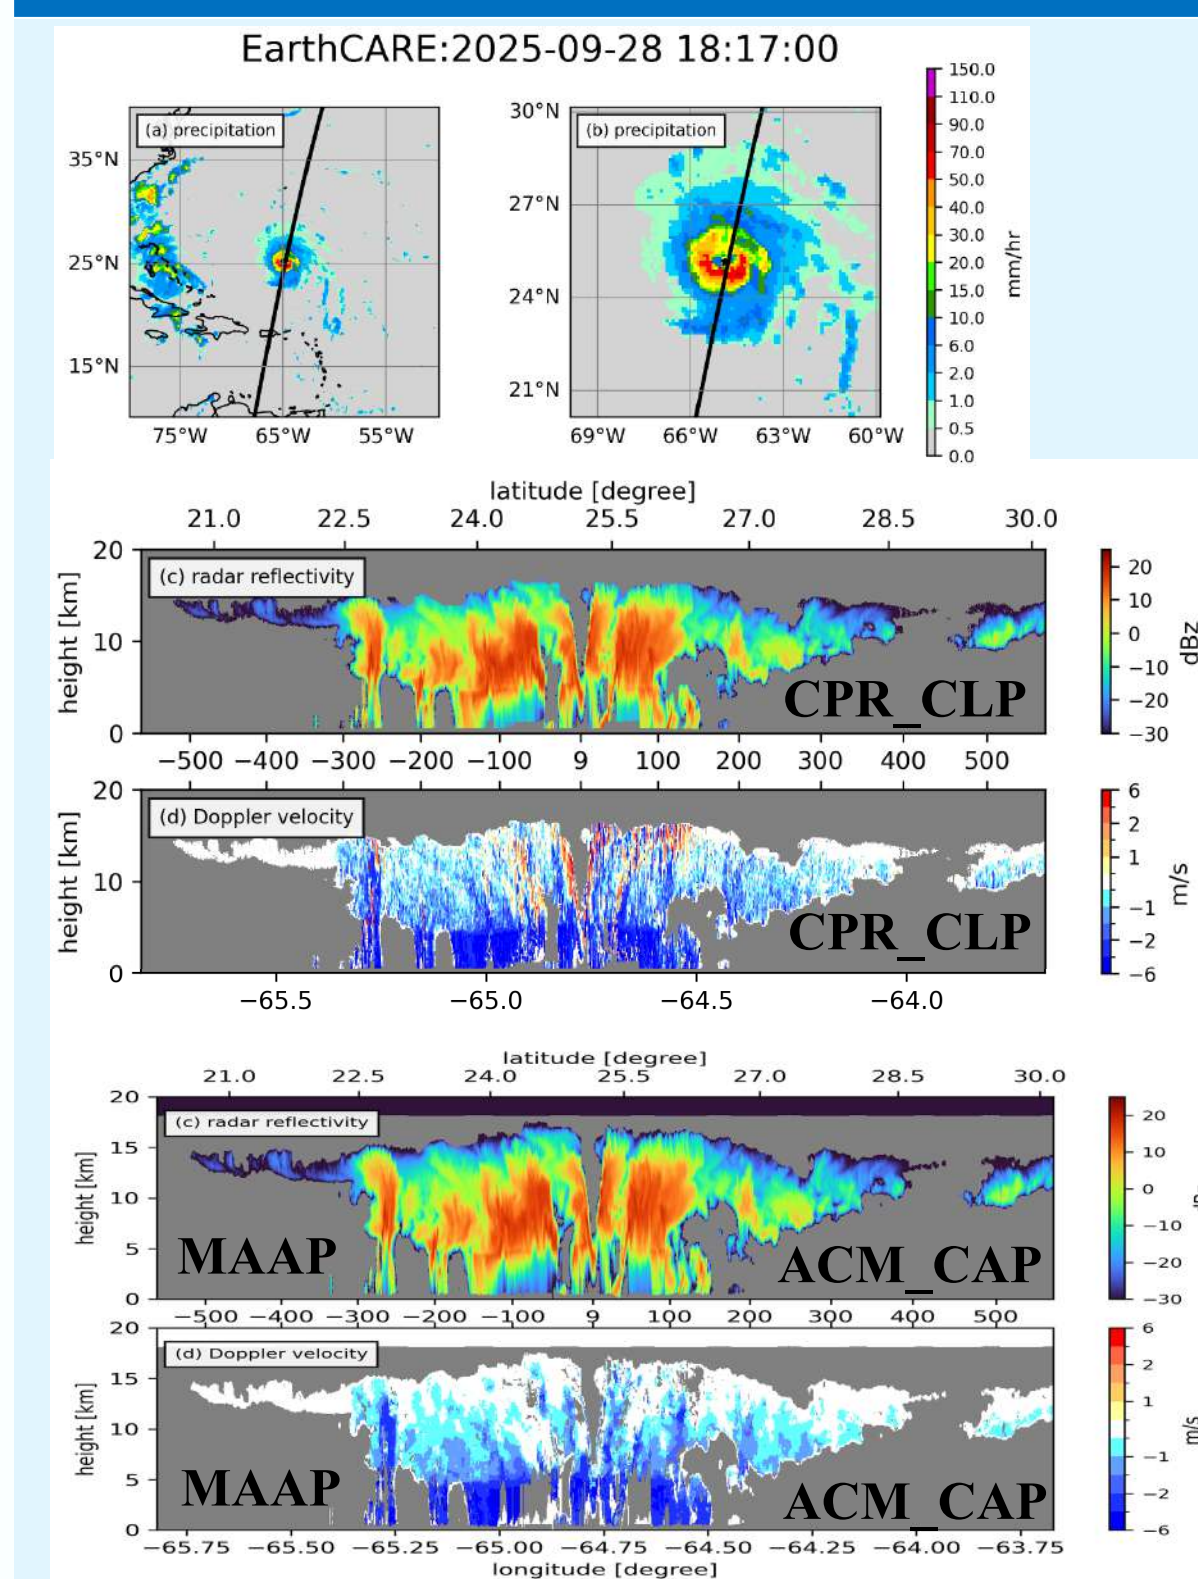 EarthCARE:2025-09-28 18:17:00
(a) precipitation
35°N
25°N
15°N
75°W 65°W 55°W
(b) precipitation
30°N
27°N
24°N
21°N
69°W 66°W 63°W 60°W
150.0
110.0
90.0
70.0
50.0
40.0
30.0
20.0
15.0
10.0
6.0
2.0
1.0
0.5
0.0
mm/hr
latitude [degree]
21.0 22.5 24.0 25.5 27.0 28.5 30.0
(c) radar reflectivity
height [km]
20
10
0
CPR_CLP
20
10
0
−10
−20
−30
dBz
−500 −400 −300 −200 −100 9 100 200 300 400 500
(d) Doppler velocity
height [km]
20
10
0
CPR_CLP
6
2
1
−1
−2
−6
m/s
−65.5 −65.0 −64.5 −64.0
latitude [degree]
21.0 22.5 24.0 25.5 27.0 28.5 30.0
(c) radar reflectivity
height [km]
20
15
10
5
0
MAAP ACM_CAP
20
10
0
−10
−20
−30
−500 −400 −300 −200 −100 9 100 200 300 400 500
(d) Doppler velocity
height [km]
20
15
10
5
0
MAAP ACM_CAP
6
2
1
−1
−2
−6
m/s
−65.75 −65.50 −65.25 −65.00 −64.75 −64.50 −64.25 −64.00 −63.75
longitude [degree]